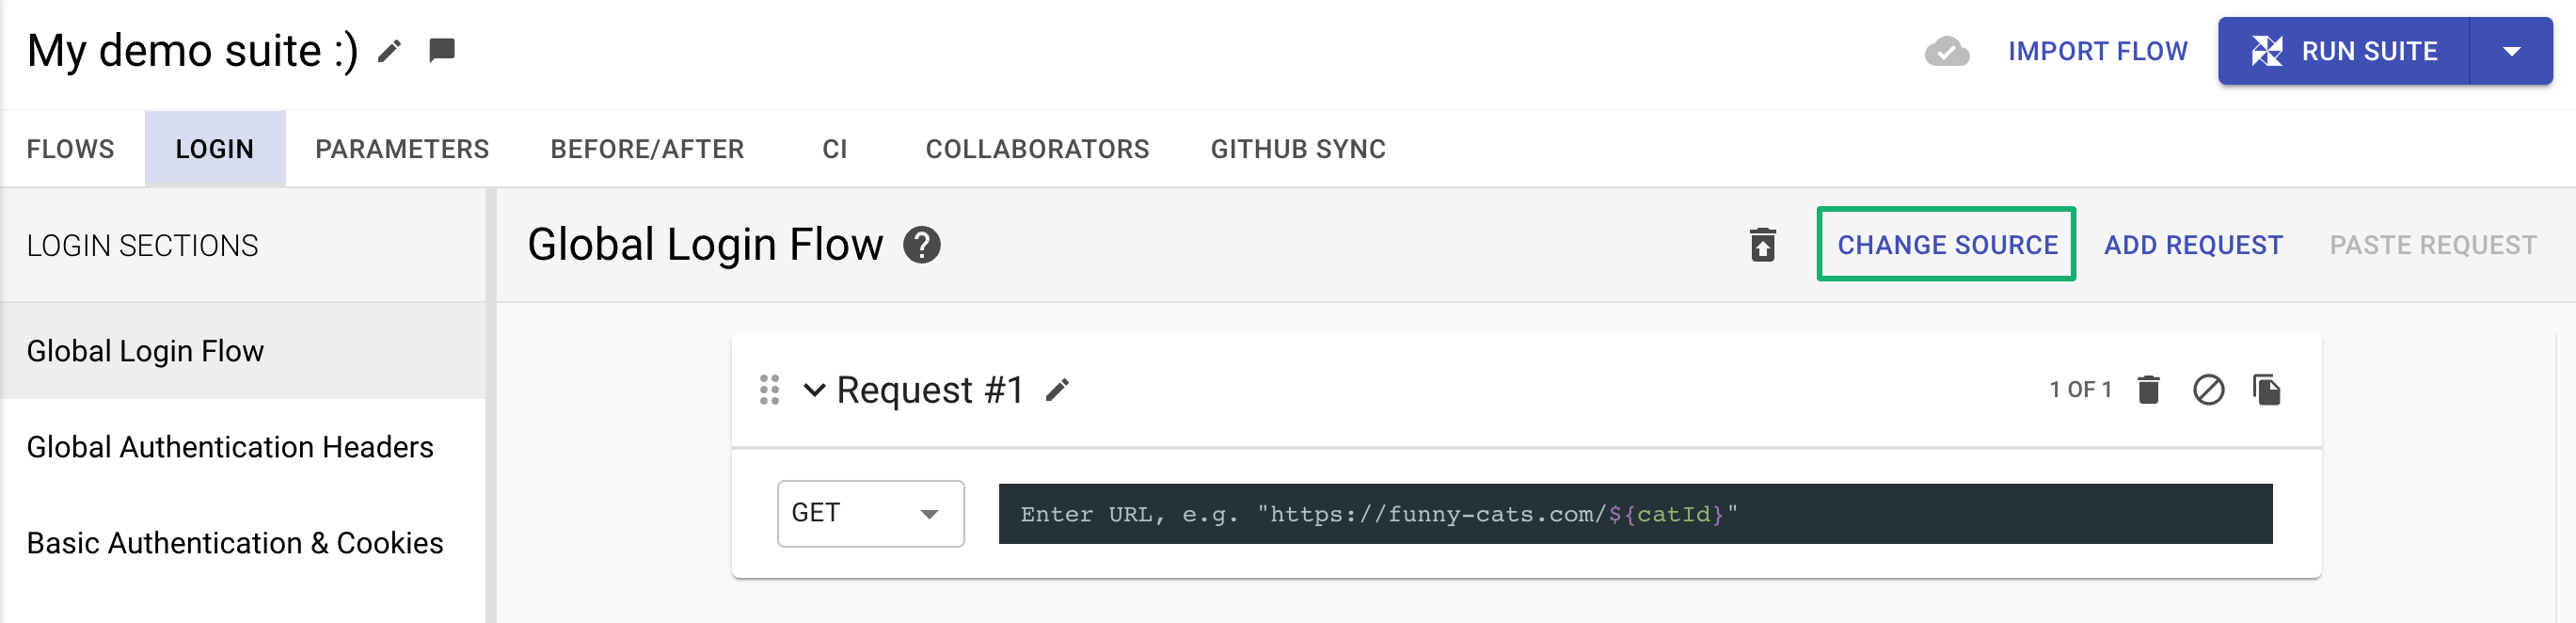 My demo suite :)
IMPORT FLOW
RUN SUITE
FLOWS LOGIN PARAMETERS BEFORE/AFTER CI COLLABORATORS GITHUB SYNC
LOGIN SECTIONS
Global Login Flow
Global Authentication Headers
Basic Authentication & Cookies
Global Login Flow ?
CHANGE SOURCE ADD REQUEST PASTE REQUEST
Request #1
1 OF 1
GET
Enter URL, e.g. "https://funny-cats.com/${catId}"